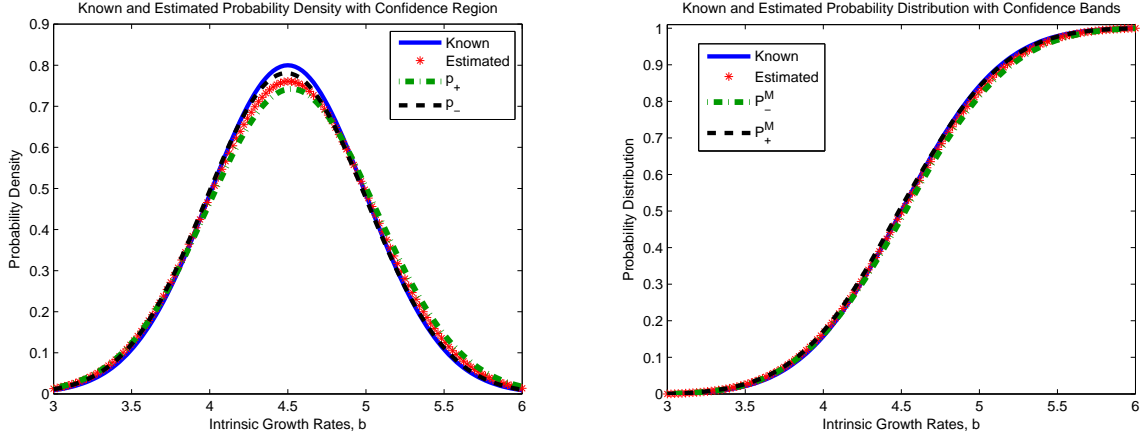 Known and Estimated Probability Density with Confidence Region
0.9
0.8
0.7
0.6
0.5
0.4
0.3
0.2
0.1
0
Probability Density
Known
Estimated
p_+
p_-
3
3.5
4
4.5
5
5.5
6
Intrinsic Growth Rates, b
Known and Estimated Probability Distribution with Confidence Bands
1
0.9
0.8
0.7
0.6
0.5
0.4
0.3
0.2
0.1
0
Probability Distribution
Known
Estimated
P_-^M
P_+^M
3
3.5
4
4.5
5
5.5
6
Intrinsic Growth Rates, b